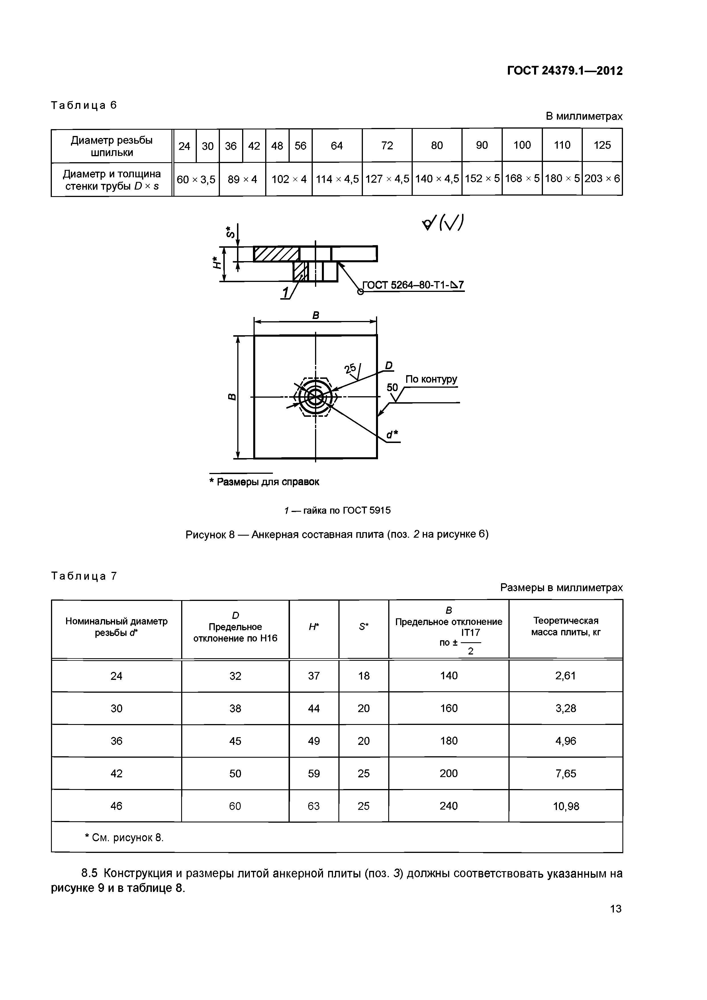 ГОСТ 24379.1—2012
Таблица 6
В миллиметрах
Диаметр резьбы шпильки 24 30 36 42 48 56 64 72 80 90 100 110 125
Диаметр и толщина стенки трубы D × s 60 × 3,5 89 × 4 102 × 4 114 × 4,5 127 × 4,5 140 × 4,5 152 × 5 168 × 5 180 × 5 203 × 6
S*
H*
1
ГОСТ 5264–80-Т1-⊿7
B
B
25
D
По контуру
50
d*
* Размеры для справок
1 — гайка по ГОСТ 5915
Рисунок 8 — Анкерная составная плита (поз. 2 на рисунке 6)
Таблица 7
Размеры в миллиметрах
Номинальный диаметр резьбы d*
D Предельное отклонение по H16
H*
S*
B Предельное отклонение по ± IT17 / 2
Теоретическая масса плиты, кг
24 32 37 18 140 2,61
30 38 44 20 160 3,28
36 45 49 20 180 4,96
42 50 59 25 200 7,65
46 60 63 25 240 10,98
* См. рисунок 8.
8.5 Конструкция и размеры литой анкерной плиты (поз. 3) должны соответствовать указанным на
рисунке 9 и в таблице 8.
13